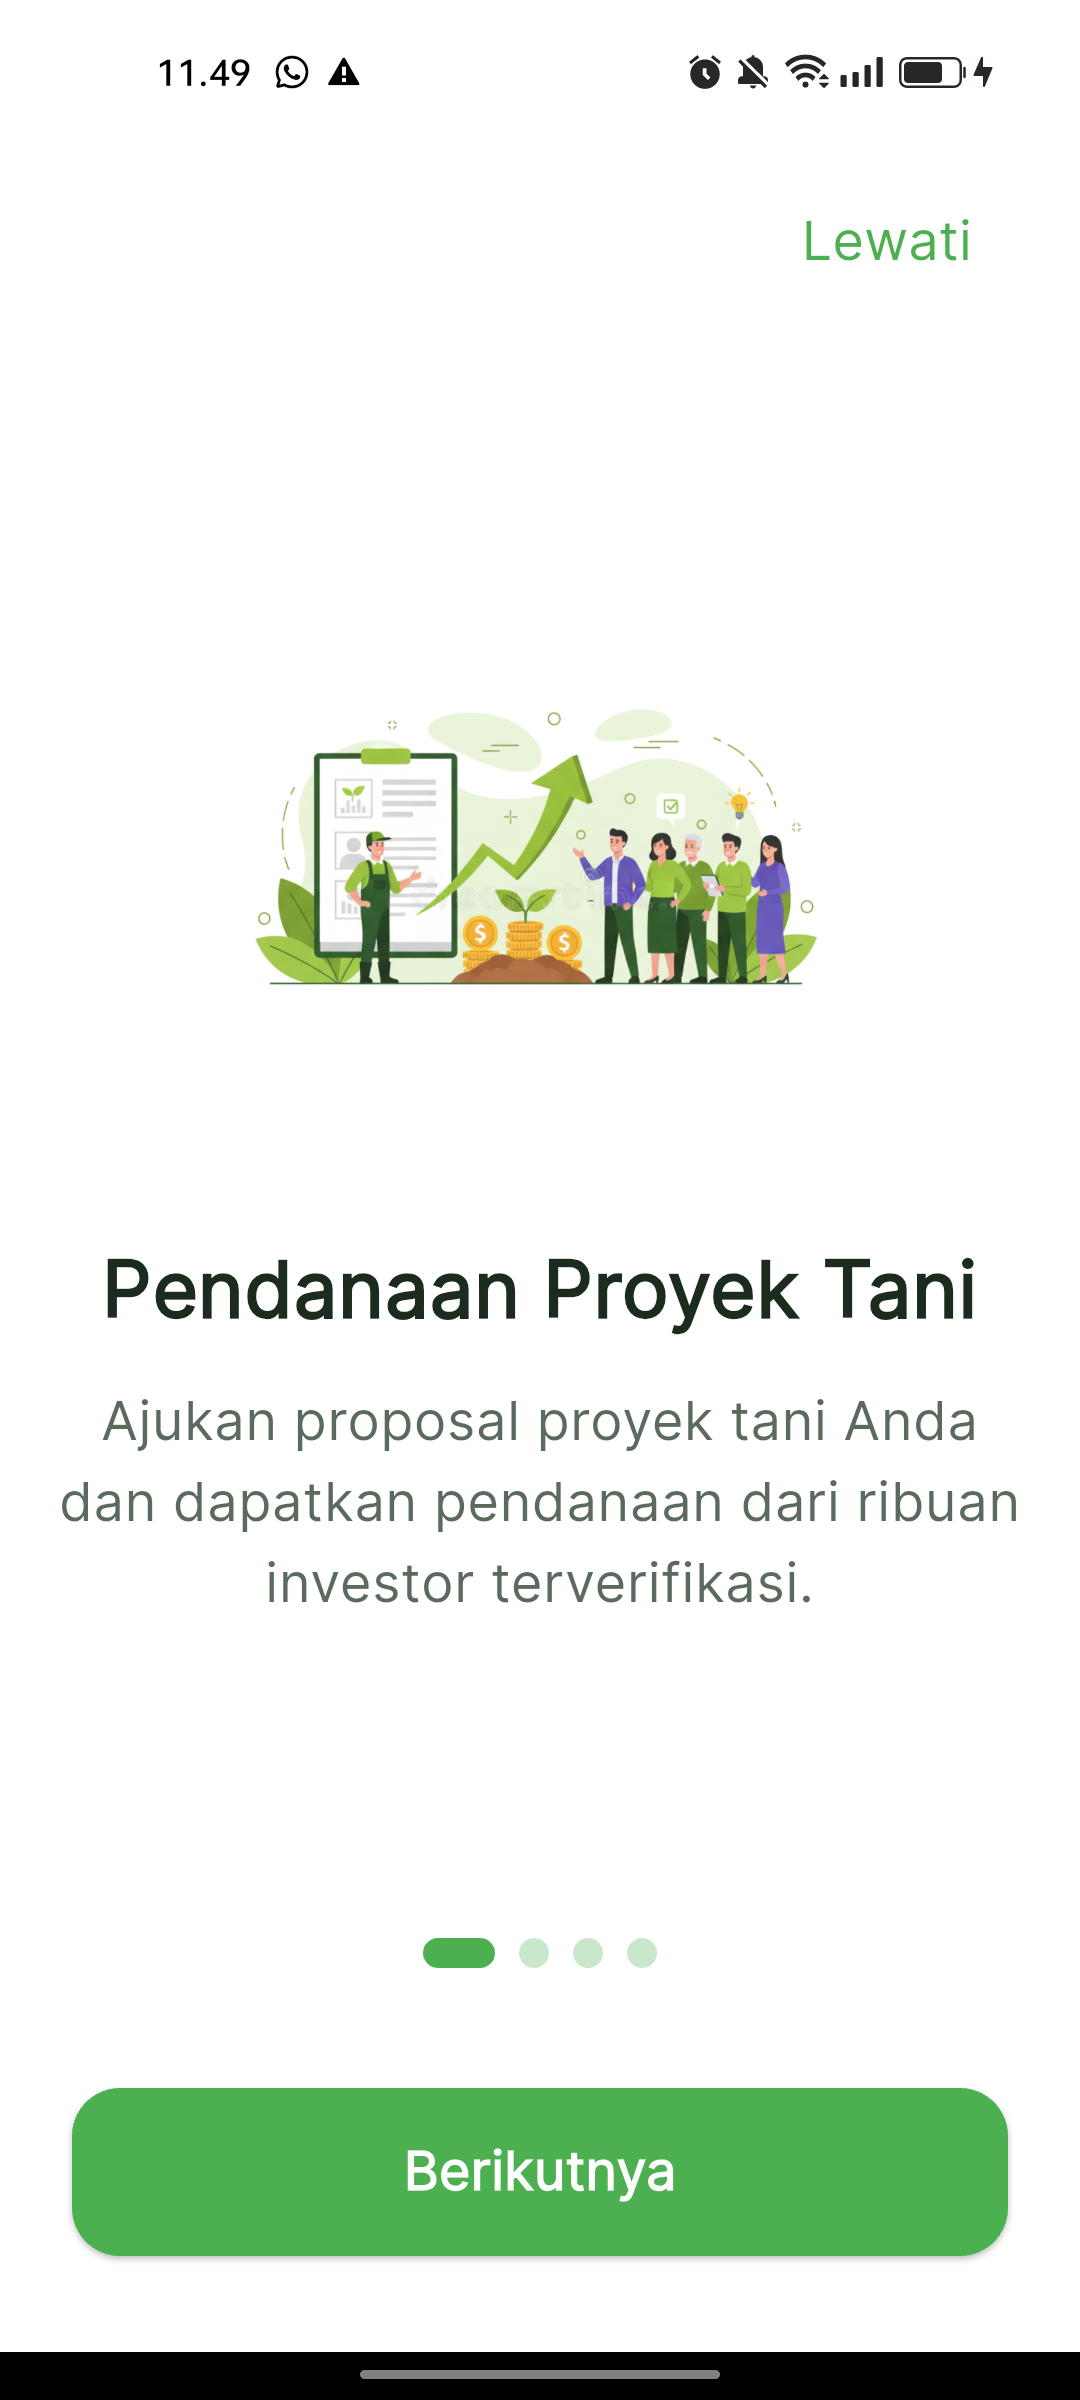 11.49
Lewati
Pendanaan Proyek Tani
Ajukan proposal proyek tani Anda
dan dapatkan pendanaan dari ribuan
investor terverifikasi.
Berikutnya